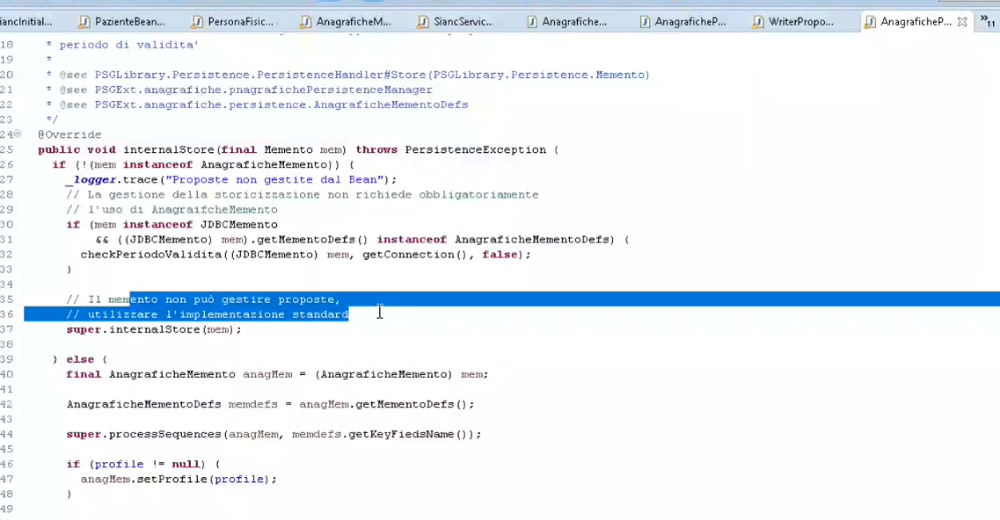 iancInitial...
PazienteBean...
PersonaFisic...
AnagraficheM...
SiancServic...
Anagrafiche...
AnagraficheP...
WriterPropo...
AnagraficheP...
»11
18 * periodo di validita'
19 *
20 * @see PSGLibrary.Persistence.PersistenceHandler#Store(PSGLibrary.Persistence.Memento)
21 * @see PSGExt.anagrafiche.pnagrafichePersistenceManager
22 * @see PSGExt.anagrafiche.persistence.AnagraficheMementoDefs
23 */
24 @Override
25 public void internalStore(final Memento mem) throws PersistenceException {
26 if (!(mem instanceof AnagraficheMemento)) {
27 _logger.trace("Proposte non gestite dal Bean");
28 // La gestione della storicizzazione non richiede obbligatoriamente
29 // l'uso di AnagraifcheMemento
30 if (mem instanceof JDBCMemento
31 && ((JDBCMemento) mem).getMementoDefs() instanceof AnagraficheMementoDefs) {
32 checkPeriodoValidita((JDBCMemento) mem, getConnection(), false);
33 }
34
35 // Il memento non può gestire proposte,
36 // utilizzare l'implementazione standard
37 super.internalStore(mem);
38
39 } else {
40 final AnagraficheMemento anagMem = (AnagraficheMemento) mem;
41
42 AnagraficheMementoDefs memdefs = anagMem.getMementoDefs();
43
44 super.processSequences(anagMem, memdefs.getKeyFiedsName());
45
46 if (profile != null) {
47 anagMem.setProfile(profile);
48 }
49